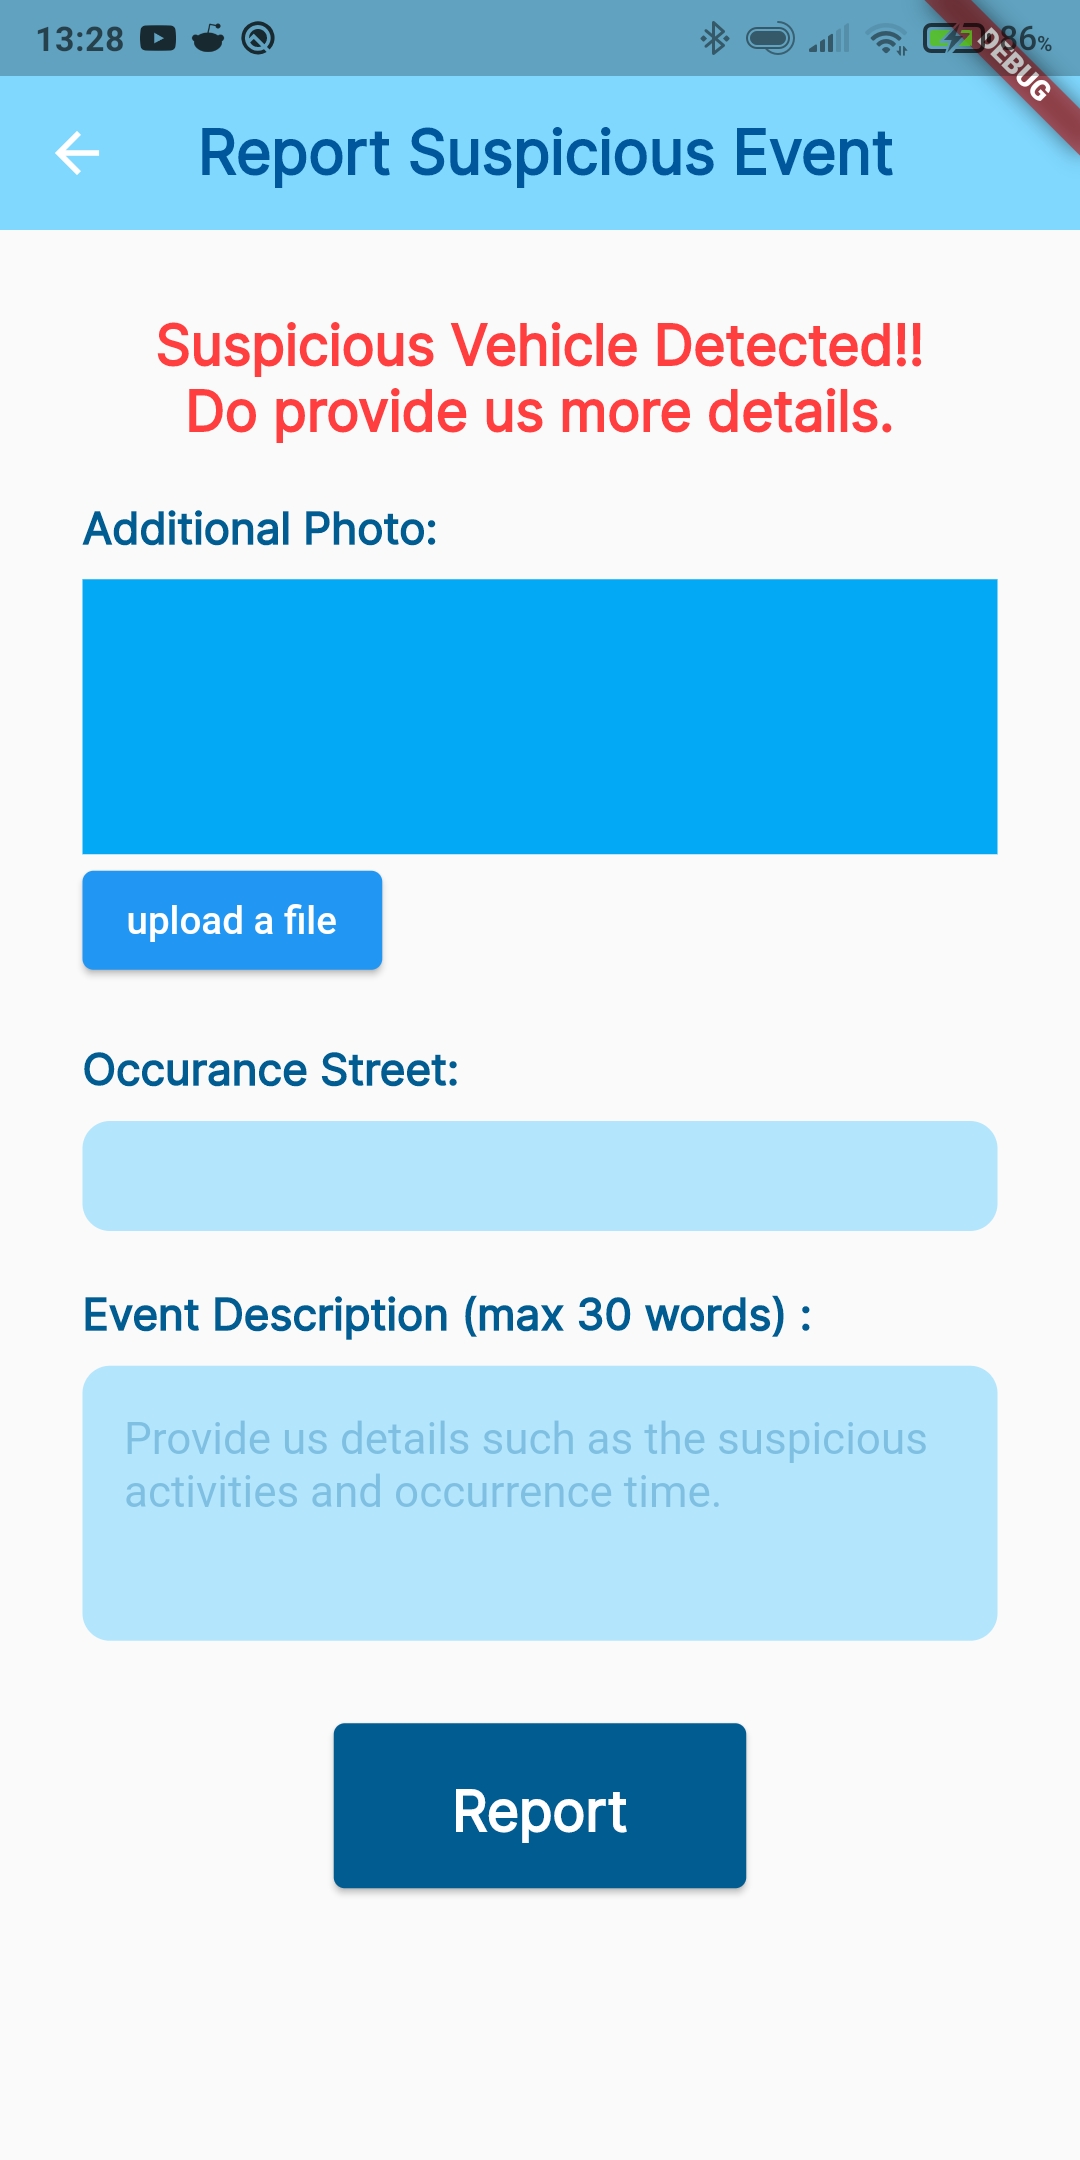 13:28
86%
DEBUG
Report Suspicious Event
Suspicious Vehicle Detected!!
Do provide us more details.
Additional Photo:
upload a file
Occurance Street:
Event Description (max 30 words) :
Provide us details such as the suspicious
activities and occurrence time.
Report